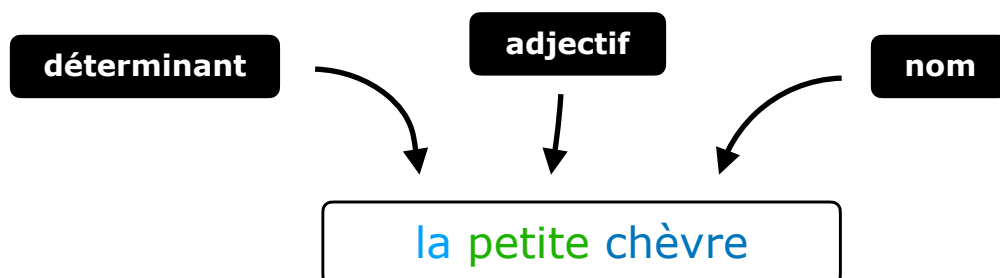 déterminant
adjectif
nom
la petite chèvre